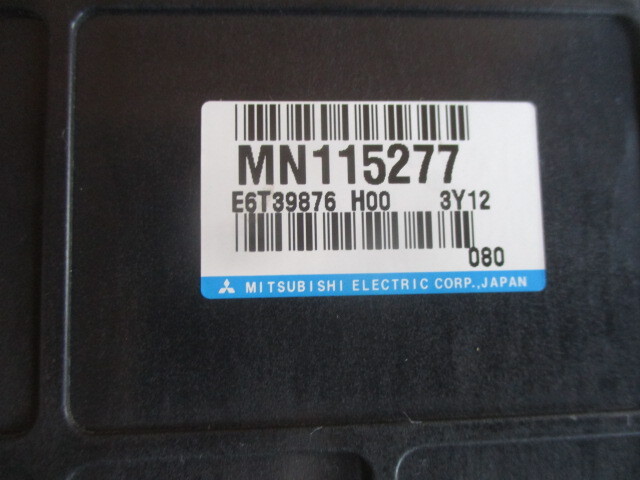 MN115277
E6T39876 H00 3Y12
080
MITSUBISHI ELECTRIC CORP.,JAPAN